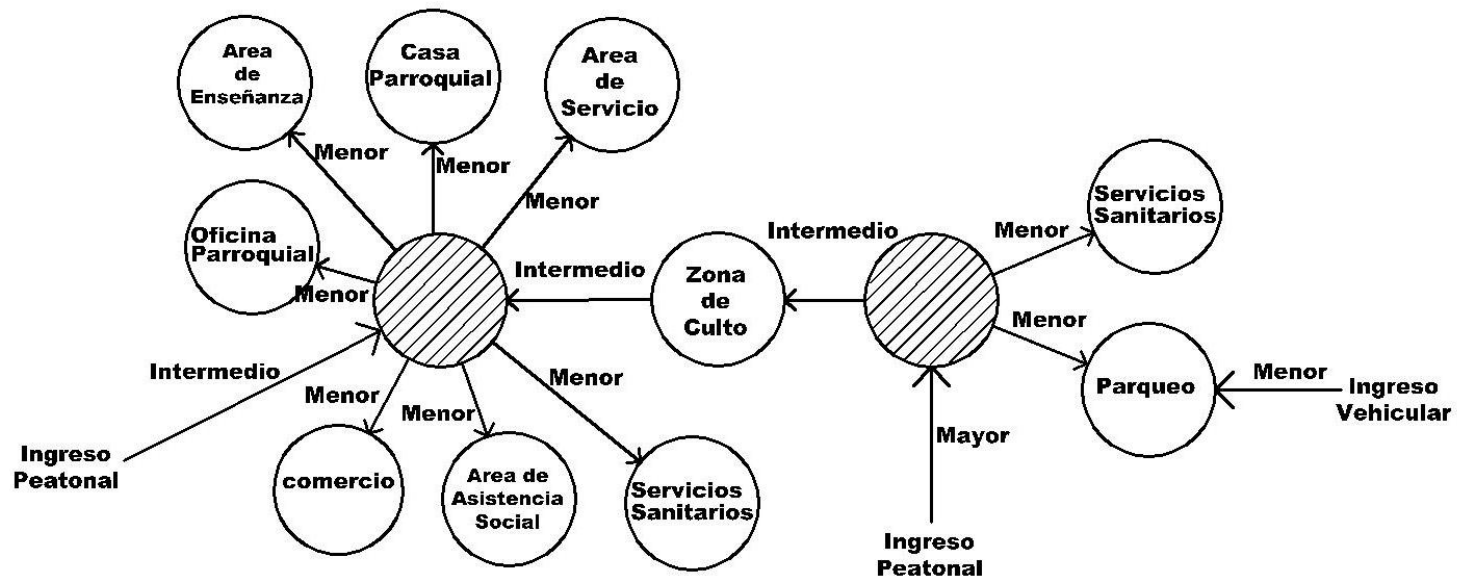 Area
de
Enseñanza
Casa
Parroquial
Area
de
Servicio
Menor
Menor
Menor
Oficina
Parroquial
Menor
Intermedio
Zona
de
Culto
Intermedio
Servicios
Sanitarios
Menor
Menor
Parqueo
Menor
Ingreso
Vehicular
Mayor
Ingreso
Peatonal
Intermedio
Ingreso
Peatonal
Menor
Menor
Menor
comercio
Area de
Asistencia
Social
Servicios
Sanitarios